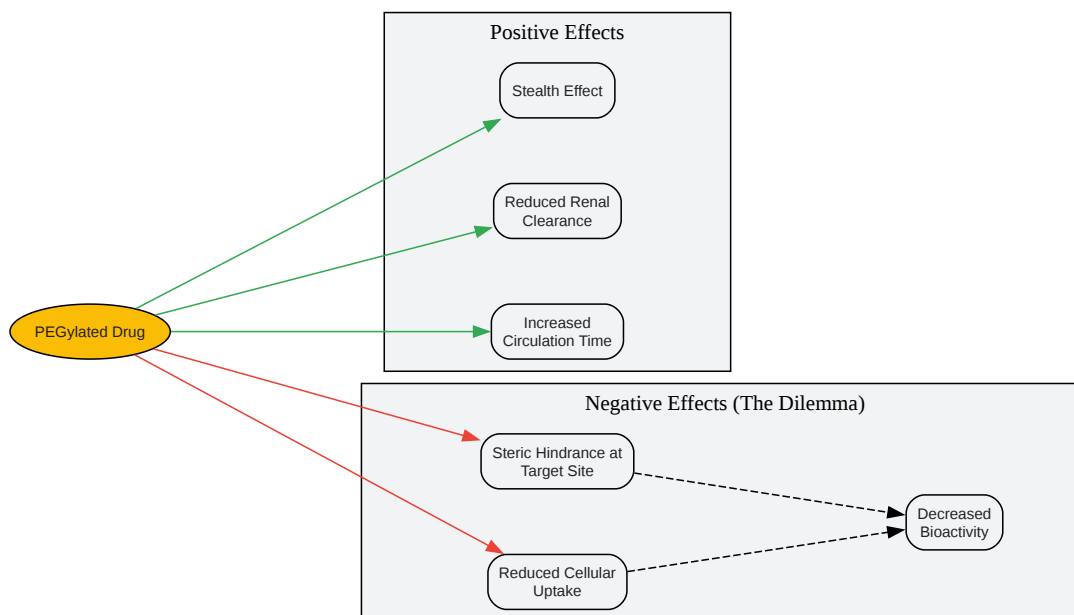 Positive Effects
Stealth Effect
Reduced Renal
Clearance
Increased
Circulation Time
PEGylated Drug
Negative Effects (The Dilemma)
Steric Hindrance at
Target Site
Decreased
Bioactivity
Reduced Cellular
Uptake